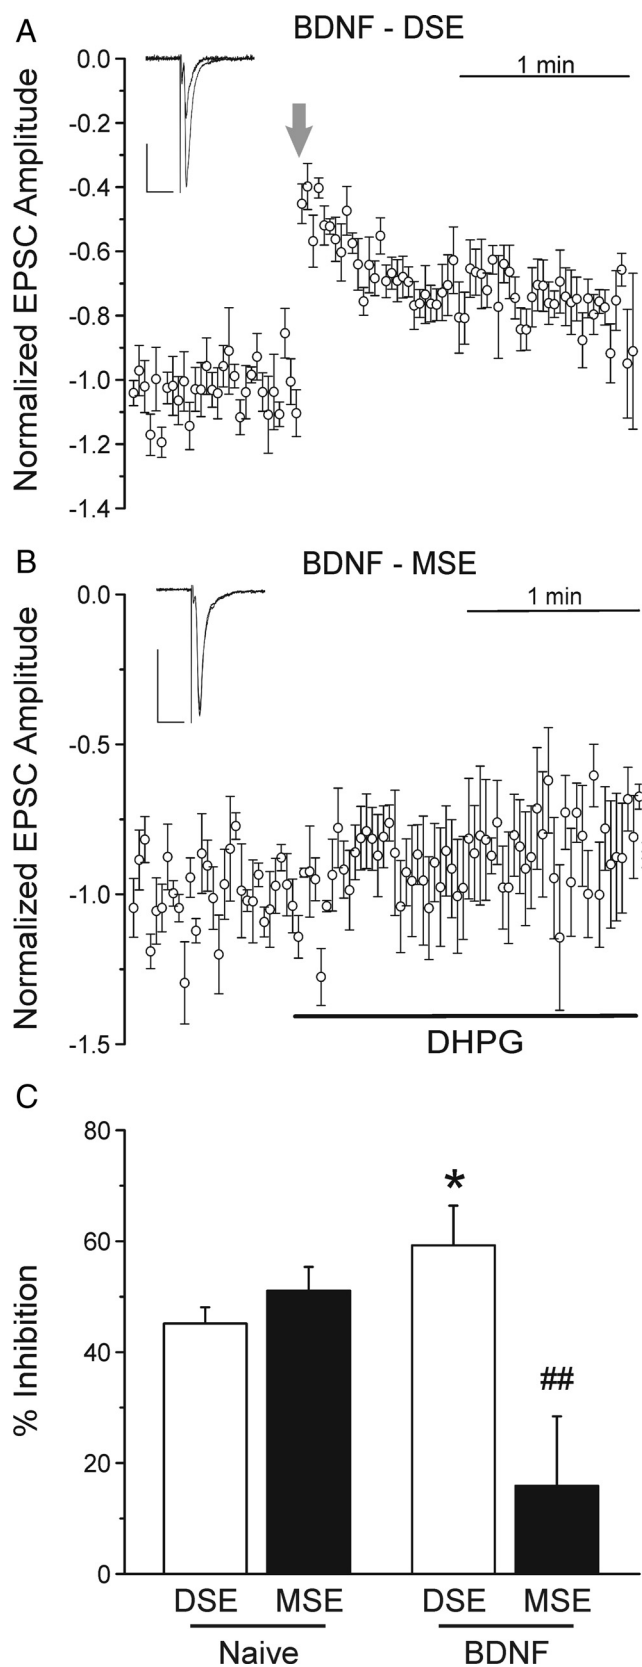 A
BDNF - DSE
1 min
Normalized EPSC Amplitude
0.0
-0.2
-0.4
-0.6
-0.8
-1.0
-1.2
-1.4
B
BDNF - MSE
1 min
Normalized EPSC Amplitude
0.0
-0.5
-1.0
-1.5
DHPG
C
% Inhibition
80
60
40
20
0
*
##
DSE MSE DSE MSE
Naive BDNF